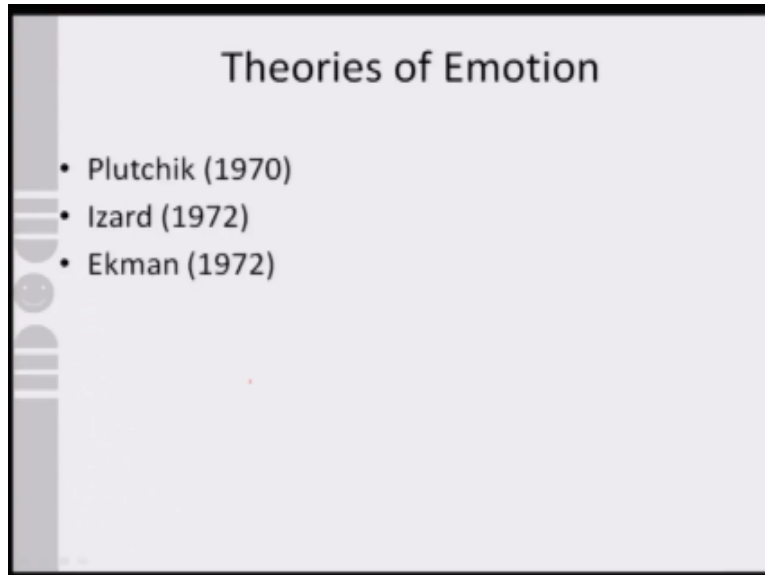 Theories of Emotion
• Plutchik (1970)
• Izard (1972)
• Ekman (1972)